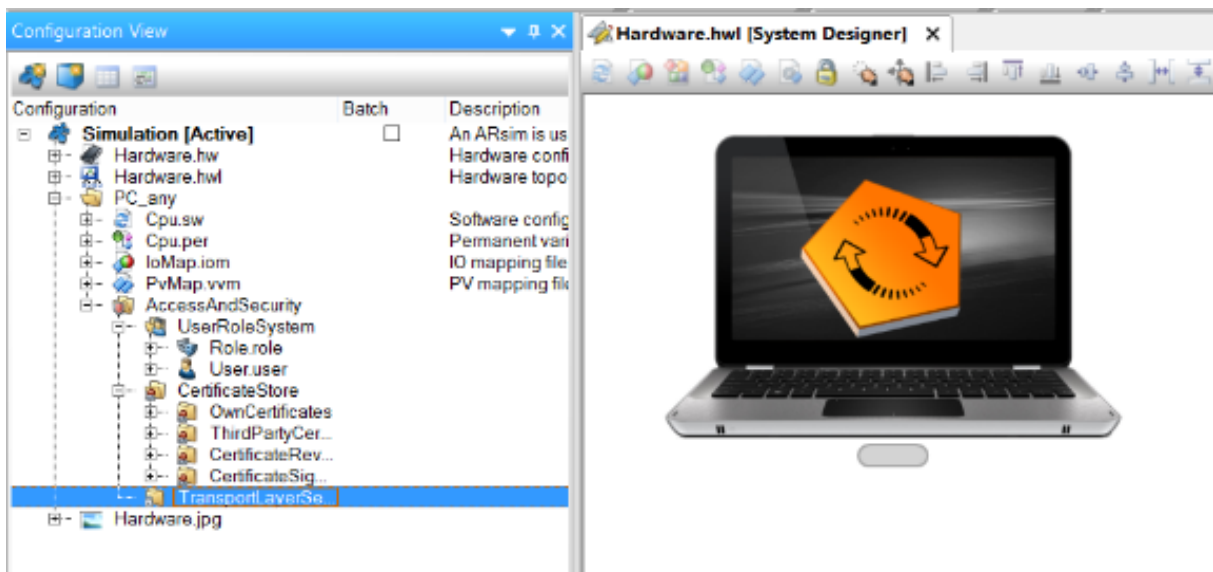 Configuration View
Hardware.hwl [System Designer]
Configuration Batch Description
Simulation [Active] An ARsim is us
Hardware.hw Hardware confi
Hardware.hwl Hardware topo
PC_any
Cpu.sw Software config
Cpu.per Permanent vari
IoMap.iom IO mapping file
PvMap.vvm PV mapping file
AccessAndSecurity
UserRoleSystem
Role.role
User.user
CertificateStore
OwnCertificates
ThirdPartyCer...
CertificateRev...
CertificateSig...
TransportLayerSe...
Hardware.jpg